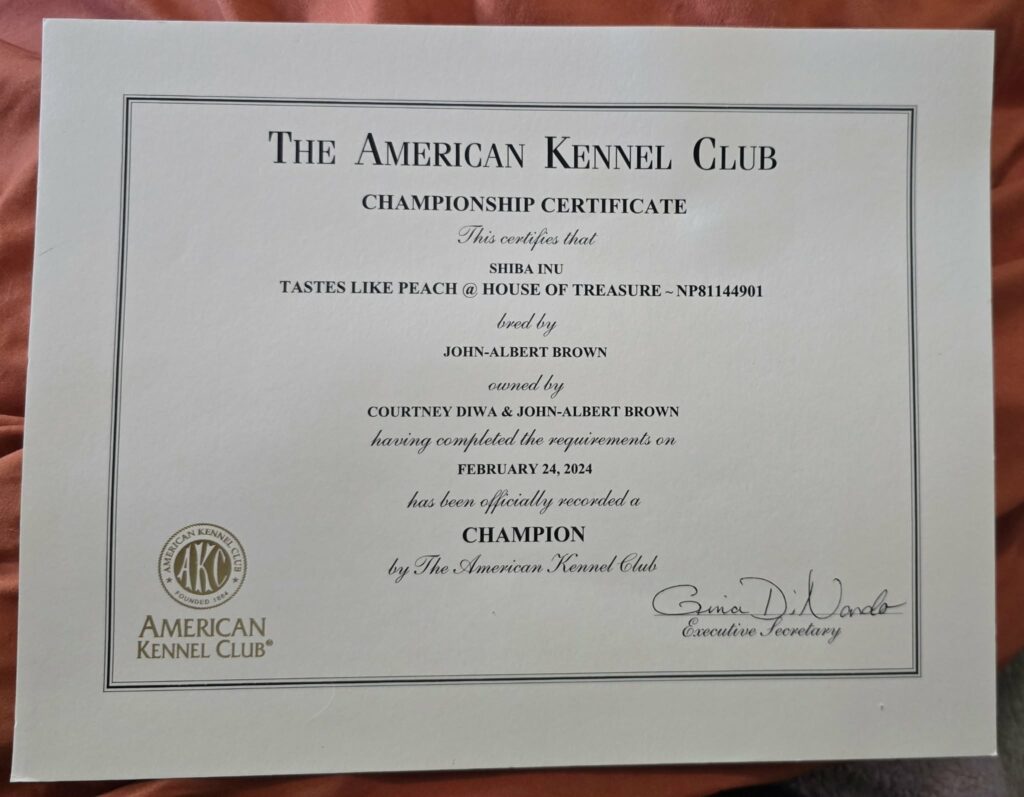 THE AMERICAN KENNEL CLUB
CHAMPIONSHIP CERTIFICATE
This certifies that
SHIBA INU
TASTES LIKE PEACH @ HOUSE OF TREASURE ~ NP81144901
bred by
JOHN-ALBERT BROWN
owned by
COURTNEY DIWA & JOHN-ALBERT BROWN
having completed the requirements on
FEBRUARY 24, 2024
has been officially recorded a
CHAMPION
by The American Kennel Club
AMERICAN KENNEL CLUB
AKC
FOUNDED 1884
AMERICAN
KENNEL CLUB®
Gina DiNardo
Executive Secretary